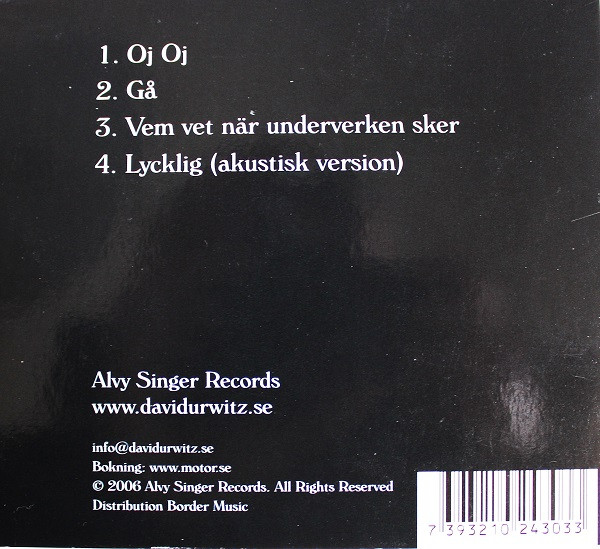 1. Oj Oj
2. Gå
3. Vem vet när underverken sker
4. Lycklig (akustisk version)
Alvy Singer Records
www.davidurwitz.se
info@davidurwitz.se
Bokning: www.motor.se
© 2006 Alvy Singer Records. All Rights Reserved
Distribution Border Music
7 393210 243033